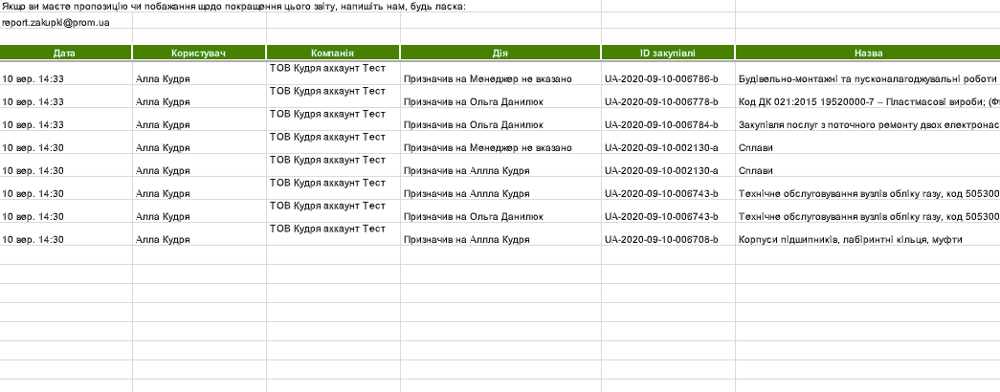 Якщо ви маєте пропозицію чи побажання щодо покращення цього звіту, напишіть нам, будь ласка:
report.zakupki@prom.ua
Дата Користувач Компанія Дія ID закупівлі Назва
10 вер. 14:33 Алла Кудря ТОВ Кудря аккаунт Тест Призначив на Менеджер не вказано UA-2020-09-10-006786-b Будівельно-монтажні та пусконалагоджувальні роботи
10 вер. 14:33 Алла Кудря ТОВ Кудря аккаунт Тест Призначив на Ольга Данилюк UA-2020-09-10-006778-b Код ДК 021:2015 19520000-7 – Пластмасові вироби; (Фт
10 вер. 14:33 Алла Кудря ТОВ Кудря аккаунт Тест Призначив на Ольга Данилюк UA-2020-09-10-006784-b Закупівля послуг з поточного ремонту двох електронас
10 вер. 14:30 Алла Кудря ТОВ Кудря аккаунт Тест Призначив на Менеджер не вказано UA-2020-09-10-002130-a Сплави
10 вер. 14:30 Алла Кудря ТОВ Кудря аккаунт Тест Призначив на Аллла Кудря UA-2020-09-10-002130-a Сплави
10 вер. 14:30 Алла Кудря ТОВ Кудря аккаунт Тест Призначив на Аллла Кудря UA-2020-09-10-006743-b Технічне обслуговування вузлів обліку газу, код 505300
10 вер. 14:30 Алла Кудря ТОВ Кудря аккаунт Тест Призначив на Ольга Данилюк UA-2020-09-10-006743-b Технічне обслуговування вузлів обліку газу, код 505300
10 вер. 14:30 Алла Кудря ТОВ Кудря аккаунт Тест Призначив на Аллла Кудря UA-2020-09-10-006708-b Корпуси підшипників, лабіринтні кільця, муфти